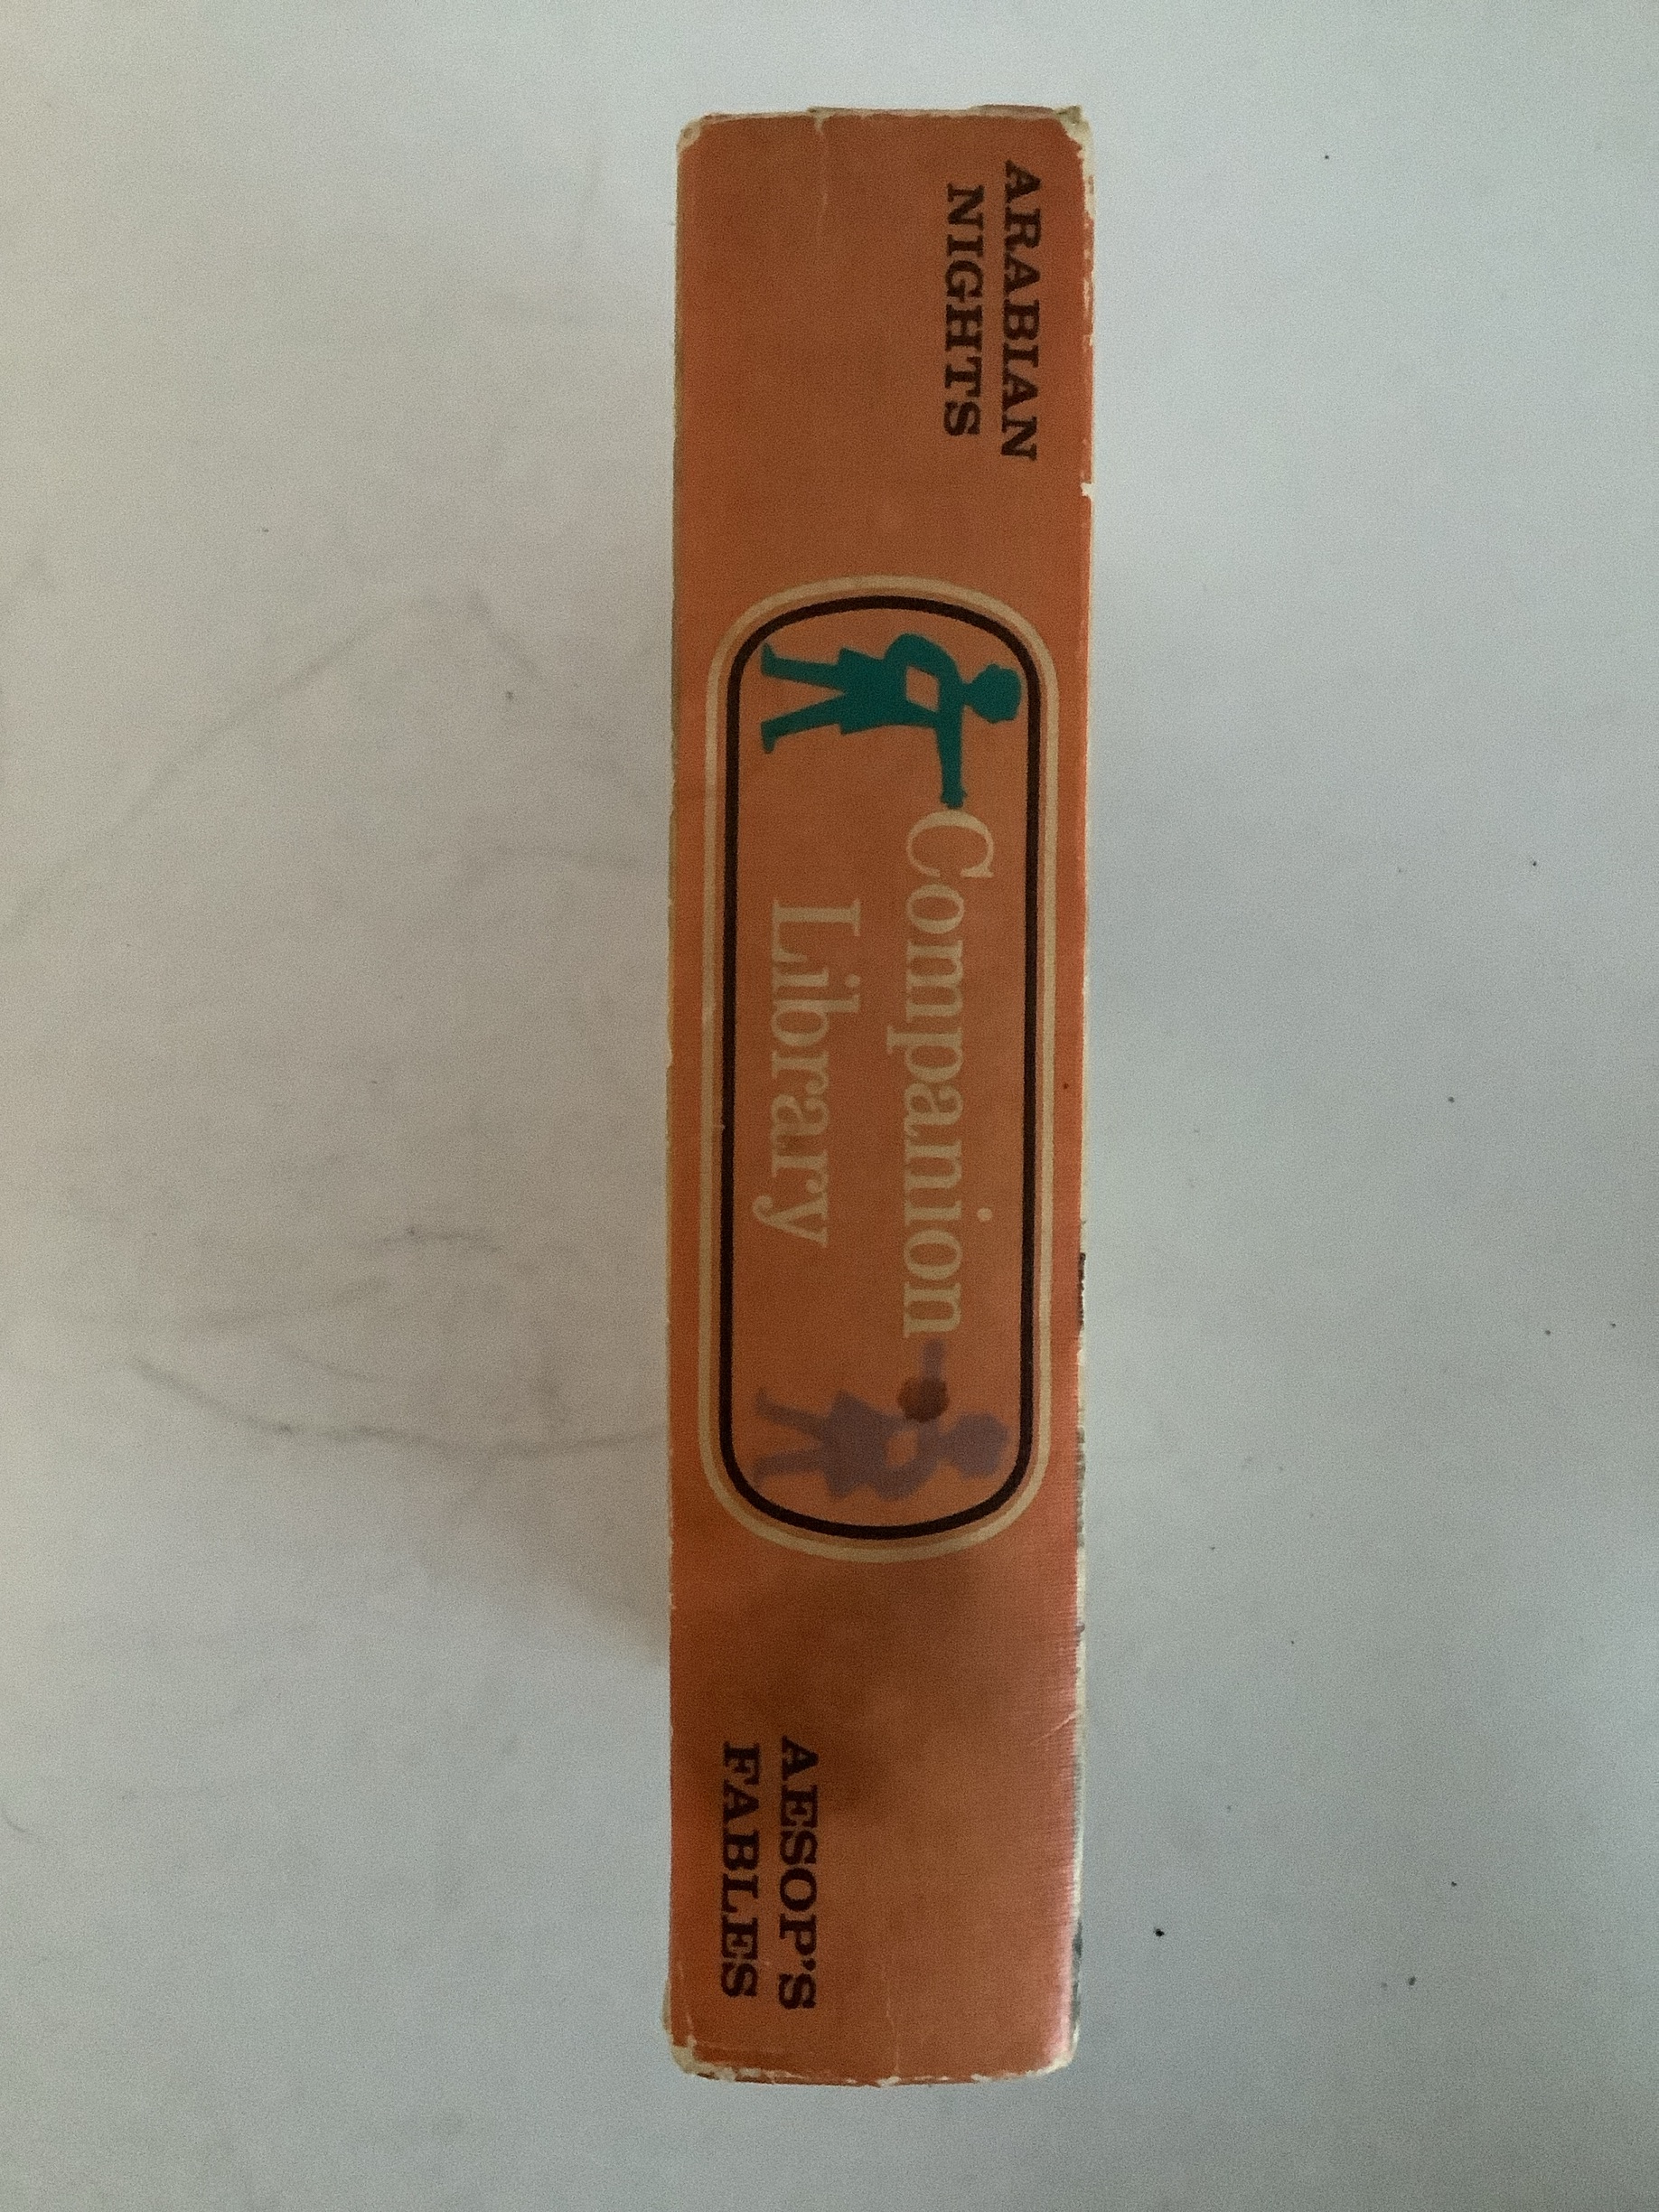 ARABIAN
NIGHTS
Companion
Library
AESOP'S
FABLES